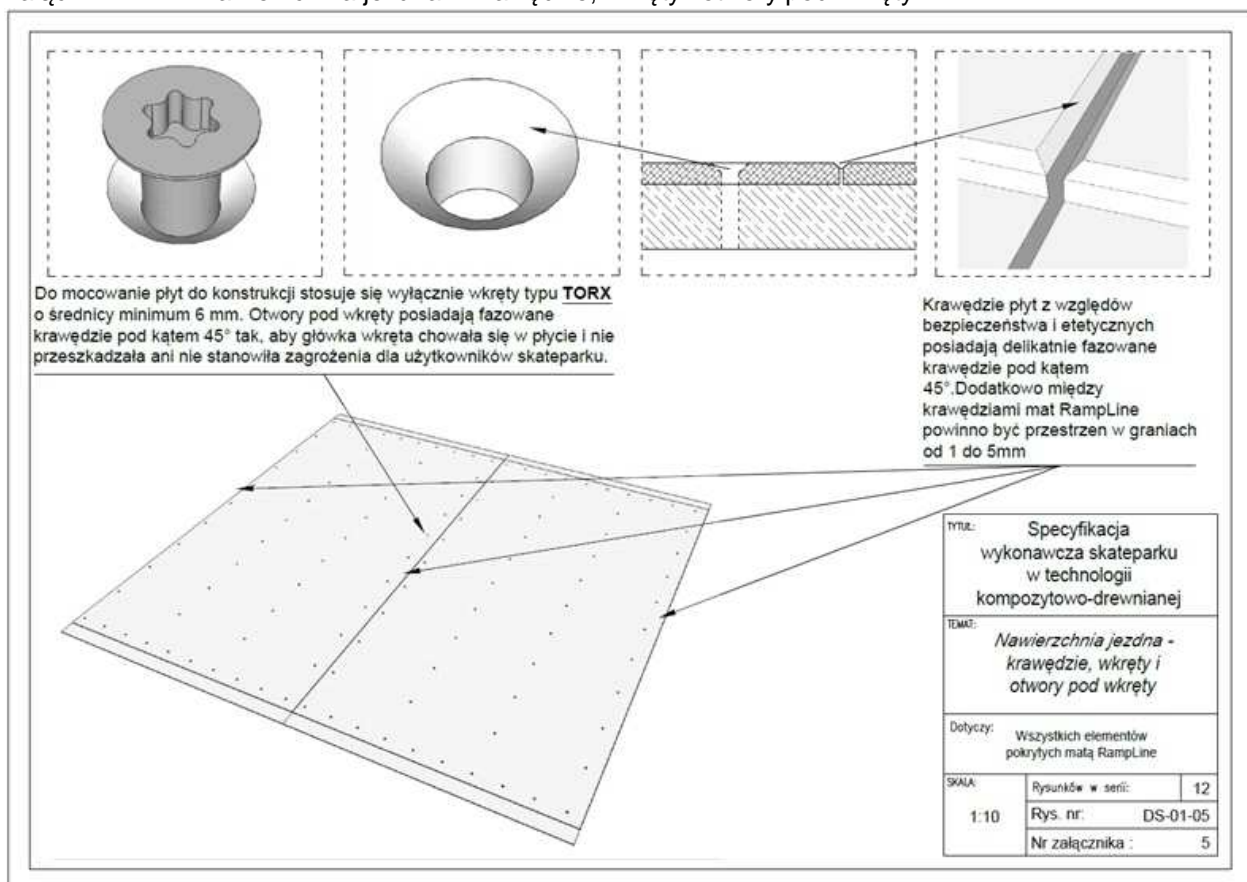 Do mocowanie płyt do konstrukcji stosuje się wyłącznie wkręty typu TORX
o średnicy minimum 6 mm. Otwory pod wkręty posiadają fazowane
krawędzie pod kątem 45° tak, aby główka wkręta chowała się w płycie i nie
przeszkadzała ani nie stanowiła zagrożenia dla użytkowników skateparku.
Krawędzie płyt z względów
bezpieczeństwa i etetycznych
posiadają delikatnie fazowane
krawędzie pod kątem
45°.Dodatkowo między
krawędziami mat RampLine
powinno być przestrzen w graniach
od 1 do 5mm
TYTUŁ:
Specyfikacja
wykonawcza skateparku
w technologii
kompozytowo-drewnianej
TEMAT:
Nawierzchnia jezdna -
krawędzie, wkręty i
otwory pod wkręty
Dotyczy:
Wszystkich elementów
pokrytych matą RampLine
SKALA:
1:10
Rysunków w serii: 12
Rys. nr: DS-01-05
Nr załącznika : 5